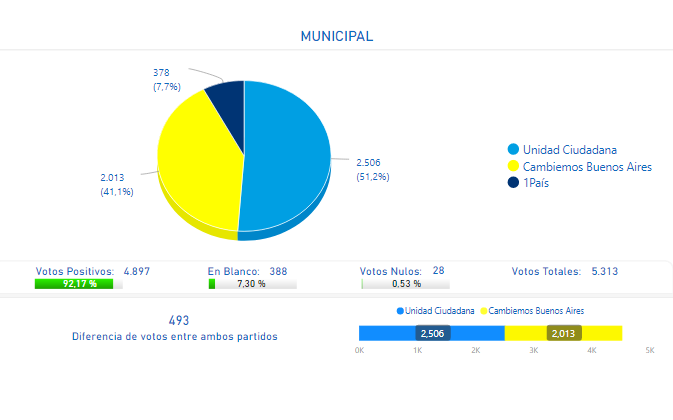 MUNICIPAL
378
(7.7%)
2.013
(41,1%)
2.506
(51,2%)
Unidad Ciudadana
Cambiemos Buenos Aires
1País
Votos Positivos: 4.897
92,17 %
En Blanco: 388
7,30 %
Votos Nulos: 28
0,53 %
Votos Totales: 5.313
493
Diferencia de votos entre ambos partidos
Unidad Ciudadana Cambiemos Buenos Aires
2,506 2,013
0K 1K 2K 3K 4K 5K